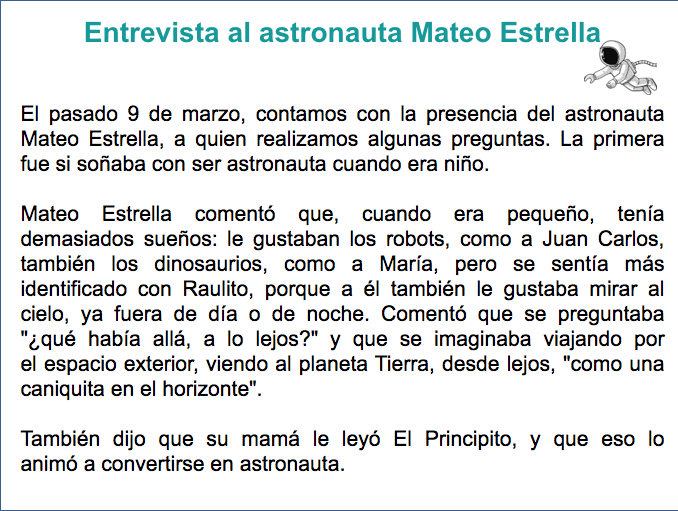 Entrevista al astronauta Mateo Estrella
El pasado 9 de marzo, contamos con la presencia del astronauta
Mateo Estrella, a quien realizamos algunas preguntas. La primera
fue si soñaba con ser astronauta cuando era niño.
Mateo Estrella comentó que, cuando era pequeño, tenía
demasiados sueños: le gustaban los robots, como a Juan Carlos,
también los dinosaurios, como a María, pero se sentía más
identificado con Raulito, porque a él también le gustaba mirar al
cielo, ya fuera de día o de noche. Comentó que se preguntaba
"¿qué había allá, a lo lejos?" y que se imaginaba viajando por
el espacio exterior, viendo al planeta Tierra, desde lejos, "como una
caniquita en el horizonte".
También dijo que su mamá le leyó El Principito, y que eso lo
animó a convertirse en astronauta.